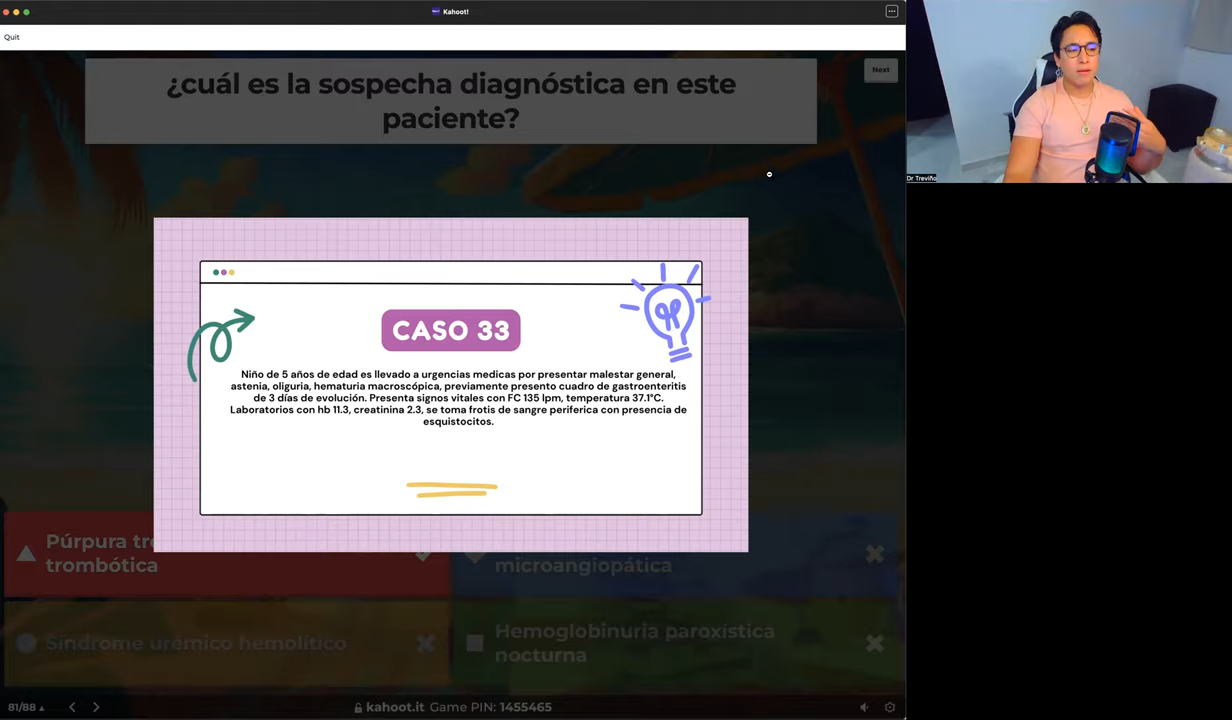 Kahoot!
Quit
¿cuál es la sospecha diagnóstica en este
paciente?
Next
Dr Treviño
CASO 33
Niño de 5 años de edad es llevado a urgencias medicas por presentar malestar general,
astenia, oliguria, hematuria macroscópica, previamente presento cuadro de gastroenteritis
de 3 días de evolución. Presenta signos vitales con FC 135 lpm, temperatura 37.1°C.
Laboratorios con hb 11.3, creatinina 2.3, se toma frotis de sangre periferica con presencia de
esquistocitos.
Púrpura
trombótica
microangiopática
Síndrome urémico hemolítico
Hemoglobinuria paroxística
nocturna
81/88
kahoot.it Game PIN: 1455465